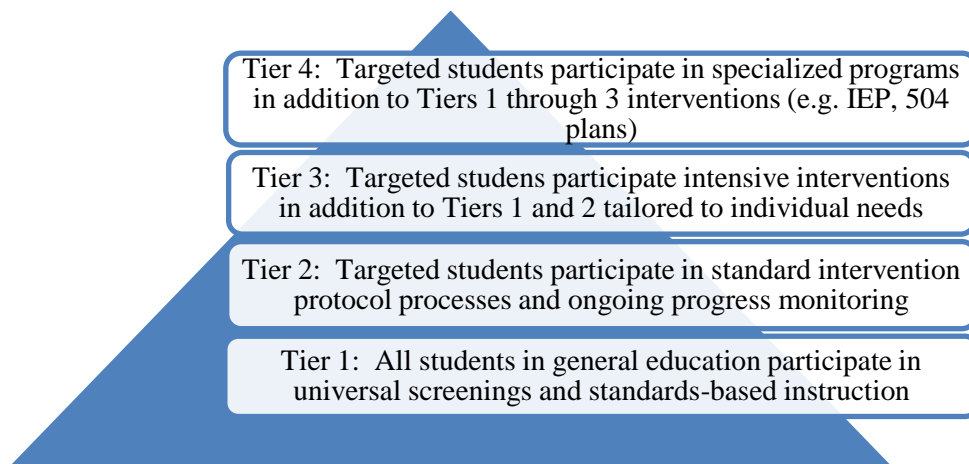 Tier 4:  Targeted students participate in specialized programs
in addition to Tiers 1 through 3 interventions (e.g. IEP, 504
plans)
Tier 3:  Targeted studens participate intensive interventions
in addition to Tiers 1 and 2 tailored to individual needs
Tier 2:  Targeted students participate in standard intervention
protocol processes and ongoing progress monitoring
Tier 1:  All students in general education participate in
universal screenings and standards-based instruction